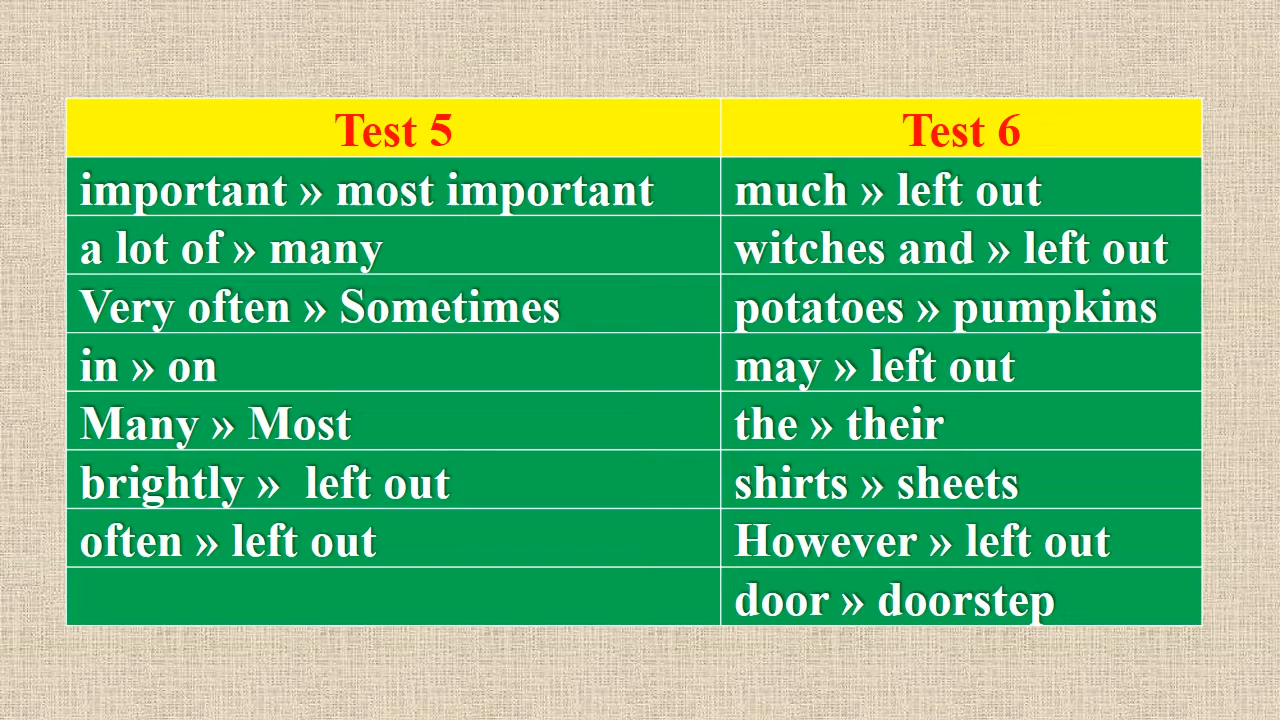 Test 5
Test 6
important » most important
much » left out
a lot of » many
witches and » left out
Very often » Sometimes
potatoes » pumpkins
in » on
may » left out
Many » Most
the » their
brightly »  left out
shirts » sheets
often » left out
However » left out
door » doorstep